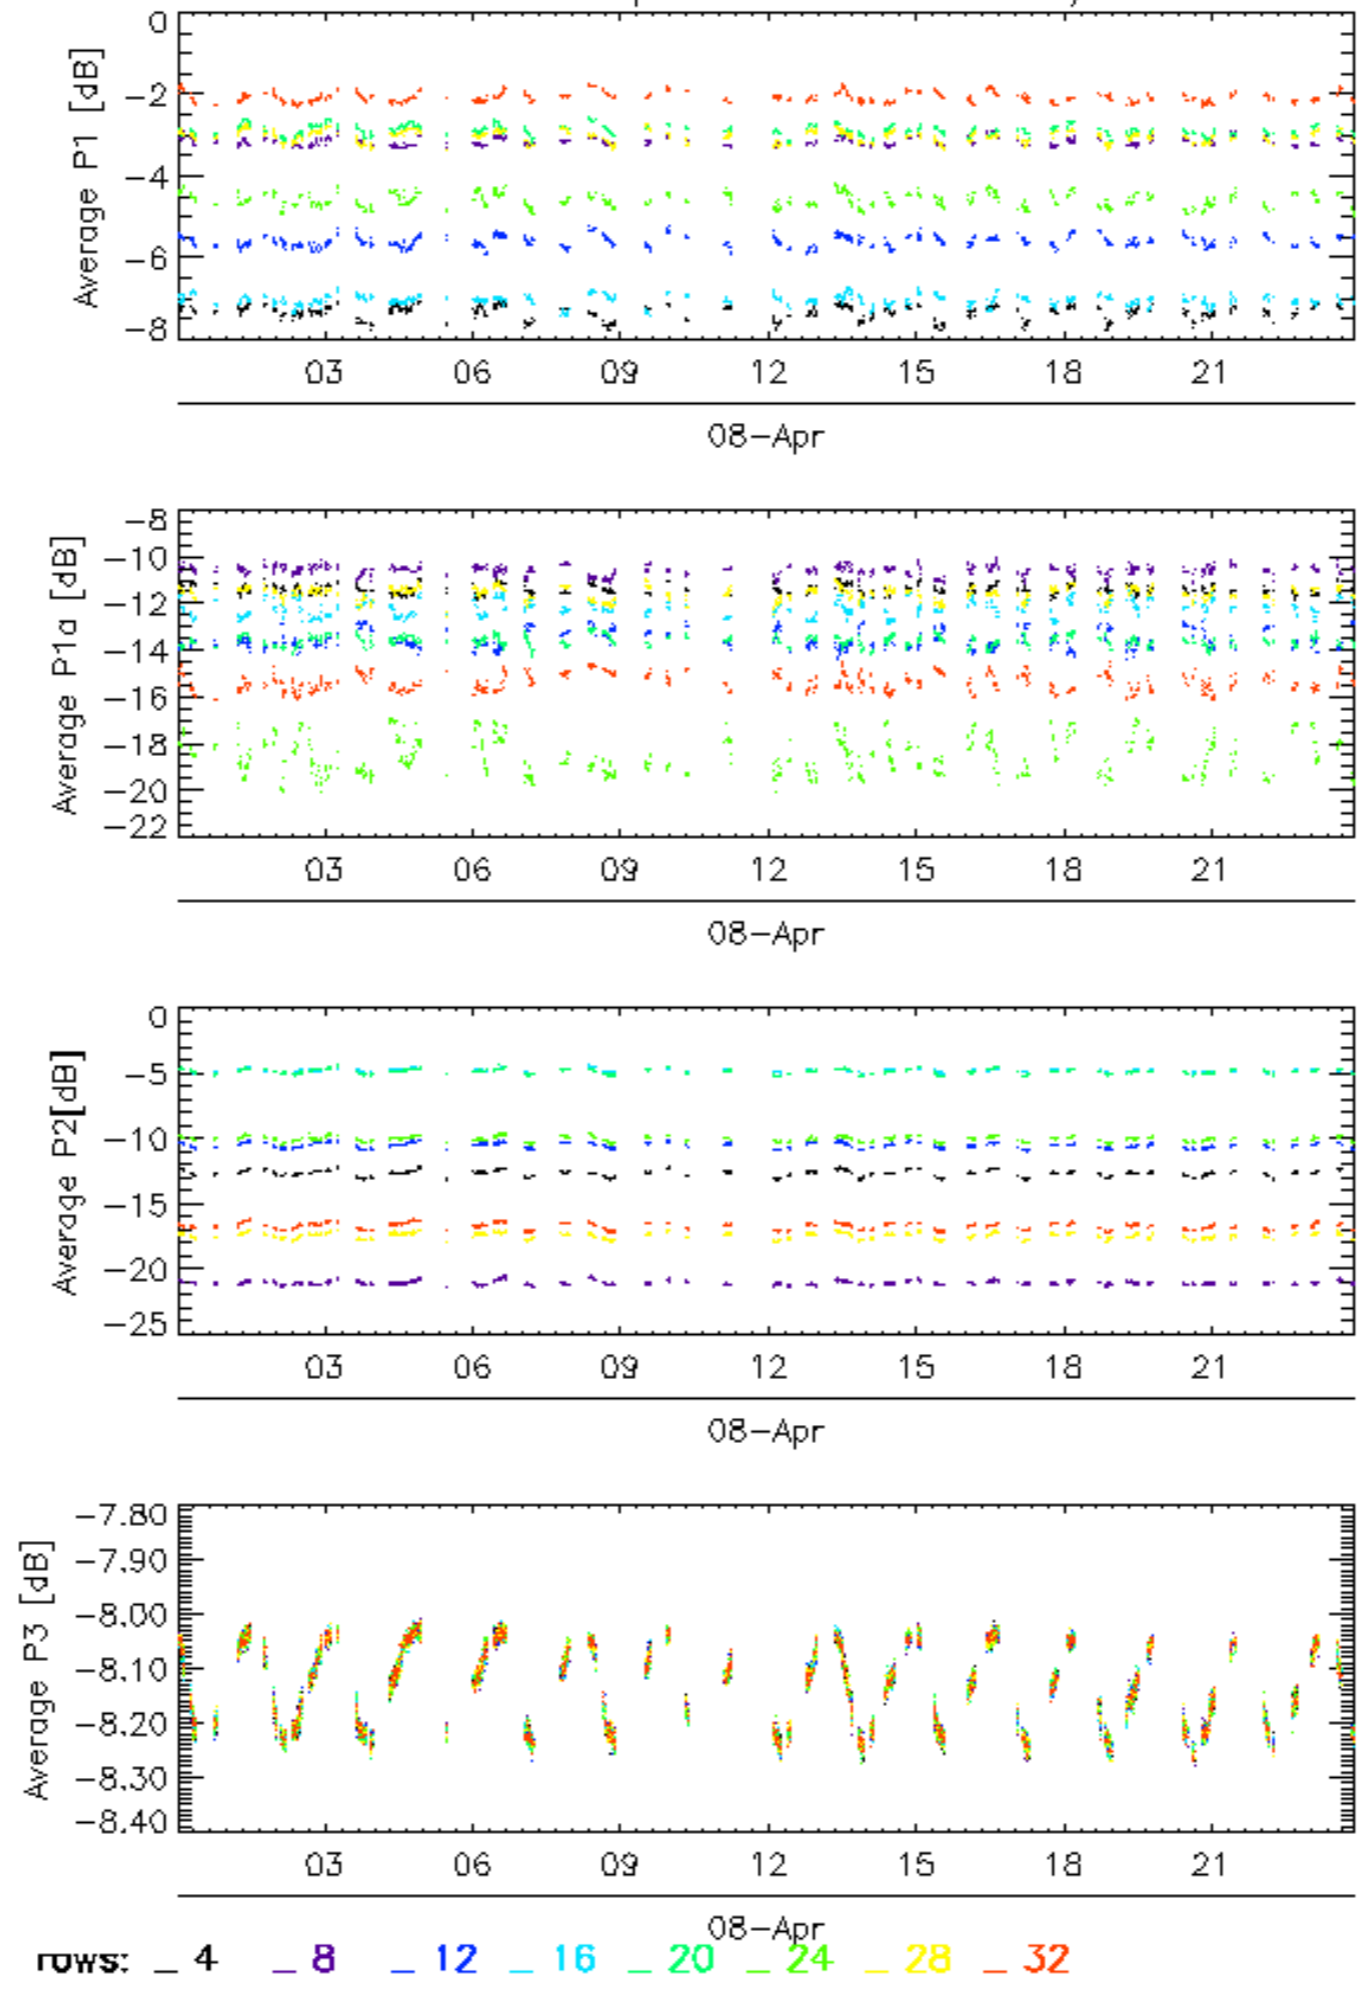 Average P1 [dB]
0
−2
−4
−6
−8
03 06 09 12 15 18 21
08-Apr
Average P1a [dB]
−8
−10
−12
−14
−16
−18
−20
−22
03 06 09 12 15 18 21
08-Apr
Average P2[dB]
0
−5
−10
−15
−20
−25
03 06 09 12 15 18 21
08-Apr
Average P3 [dB]
−7.80
−7.90
−8.00
−8.10
−8.20
−8.30
−8.40
03 06 09 12 15 18 21
08-Apr
rows: _ 4 _ 8 _ 12 _ 16 _ 20 _ 24 _ 28 _ 32